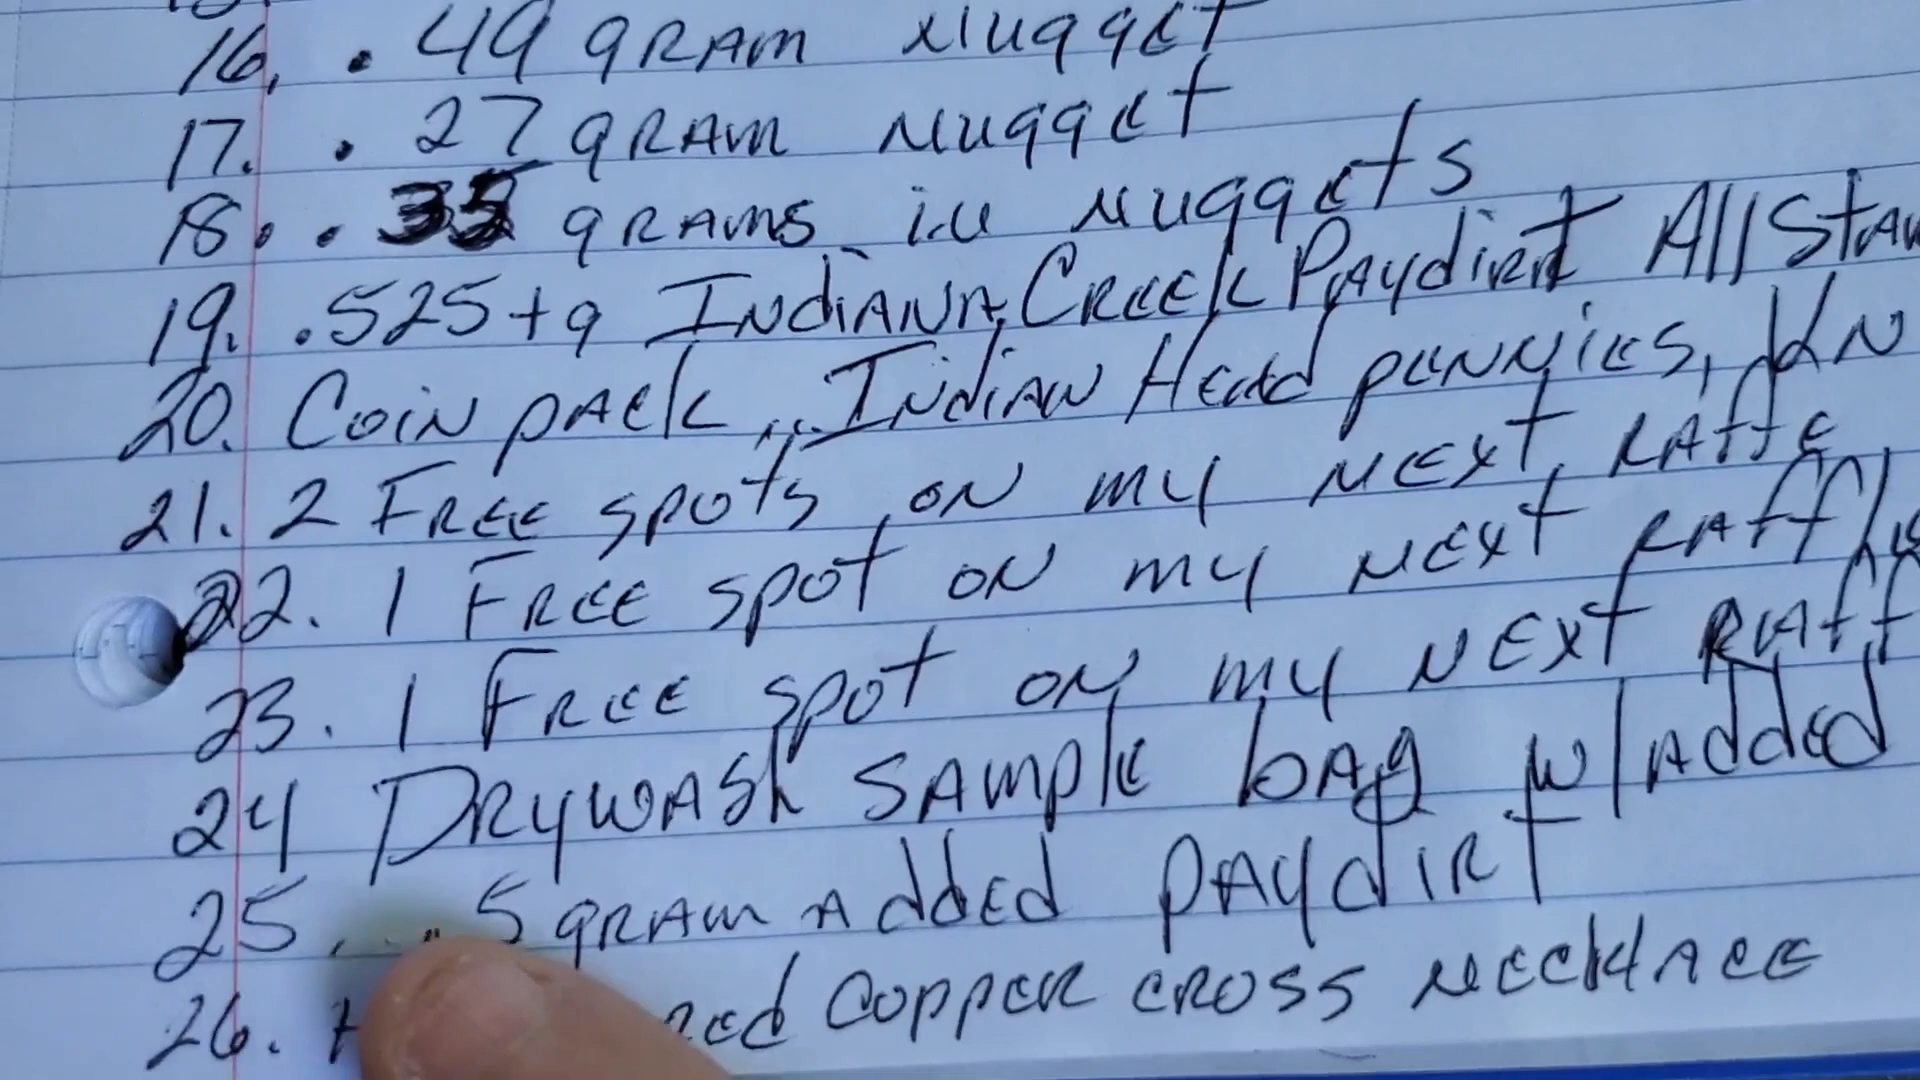 16. .49 gram Nugget
17. .27 gram Nugget
18. .35 grams in Nuggets
19. .525+g Indiana Creek Paydirt All
20. Coin pack... Indian Head pennies,
21. 2 Free spots on my next raffe
22. 1 Free spot on my next raffle
23. 1 Free spot on my next
24 Drywash sample bag w/added
25. .5 gram Added paydirt
26. Copper cross necklace